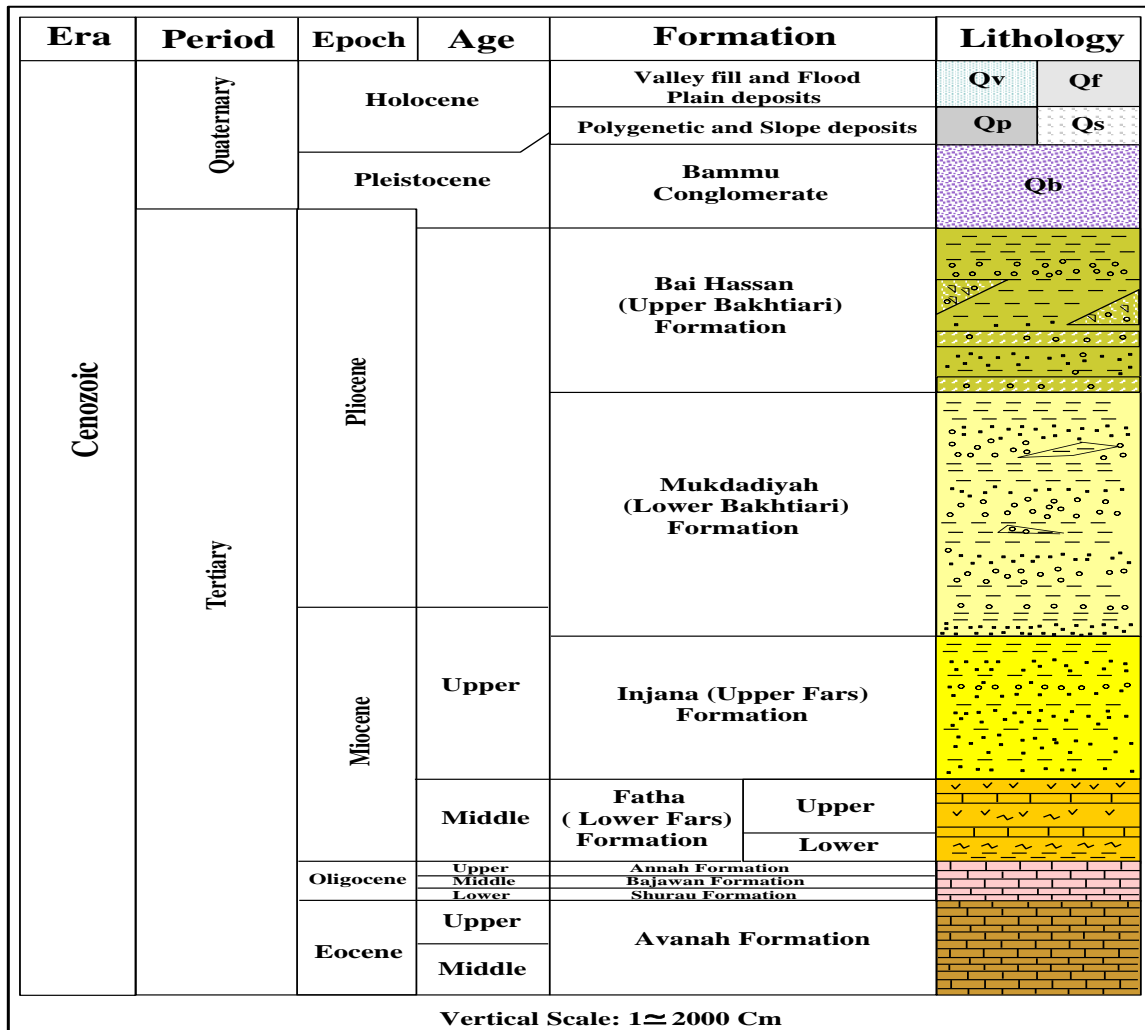 Era Period Epoch Age Formation Lithology
Cenozoic
Quaternary
Holocene
Valley fill and Flood
Plain deposits
Qv Qf
Polygenetic and Slope deposits
Qp Qs
Pleistocene
Bammu
Conglomerate
Qb
Tertiary
Pliocene
Bai Hassan
(Upper Bakhtiari)
Formation
Mukdadiyah
(Lower Bakhtiari)
Formation
Miocene
Upper
Injana (Upper Fars)
Formation
Middle
Fatha
( Lower Fars)
Formation
Upper
Lower
Oligocene
Upper Annah Formation
Middle Bajawan Formation
Lower Shurau Formation
Eocene
Upper
Middle
Avanah Formation
Vertical Scale: 1≃ 2000 Cm